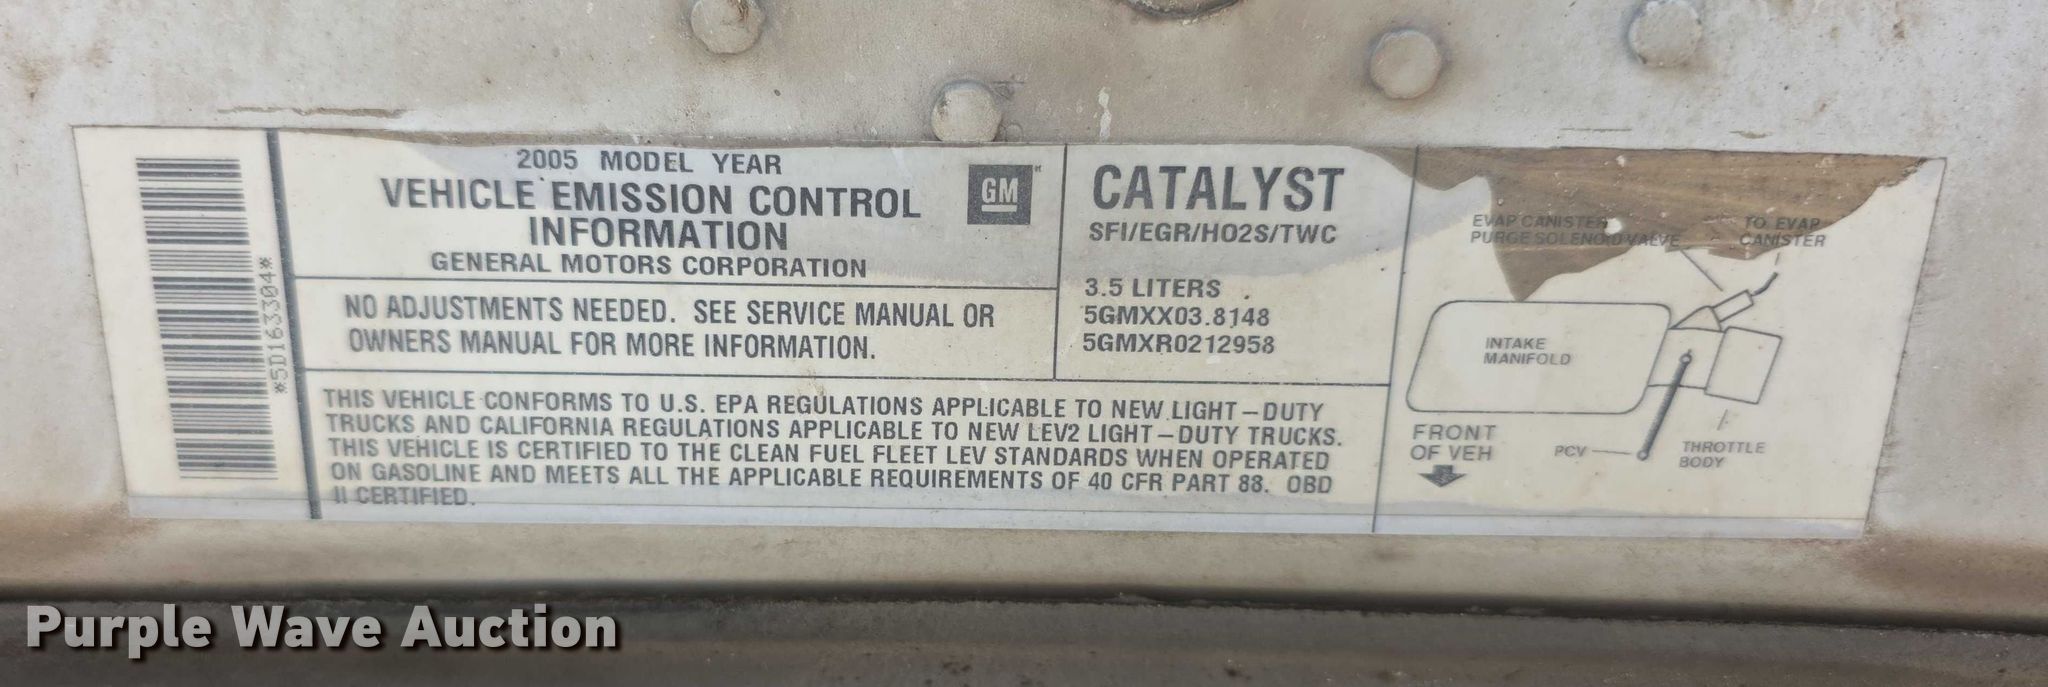 *5D163304*
2005 MODEL YEAR
VEHICLE EMISSION CONTROL
INFORMATION
GENERAL MOTORS CORPORATION
GM
NO ADJUSTMENTS NEEDED. SEE SERVICE MANUAL OR
OWNERS MANUAL FOR MORE INFORMATION.
CATALYST
SFI/EGR/HO2S/TWC
3.5 LITERS
5GMXX03.8148
5GMXR0212958
THIS VEHICLE CONFORMS TO U.S. EPA REGULATIONS APPLICABLE TO NEW LIGHT-DUTY
TRUCKS AND CALIFORNIA REGULATIONS APPLICABLE TO NEW LEV2 LIGHT-DUTY TRUCKS.
THIS VEHICLE IS CERTIFIED TO THE CLEAN FUEL FLEET LEV STANDARDS WHEN OPERATED
ON GASOLINE AND MEETS ALL THE APPLICABLE REQUIREMENTS OF 40 CFR PART 88. OBD
II CERTIFIED.
EVAP CANISTER
PURGE SOLENOID VALVE
TO EVAP
CANISTER
INTAKE
MANIFOLD
FRONT
OF VEH
PCV
THROTTLE
BODY
Purple Wave Auction